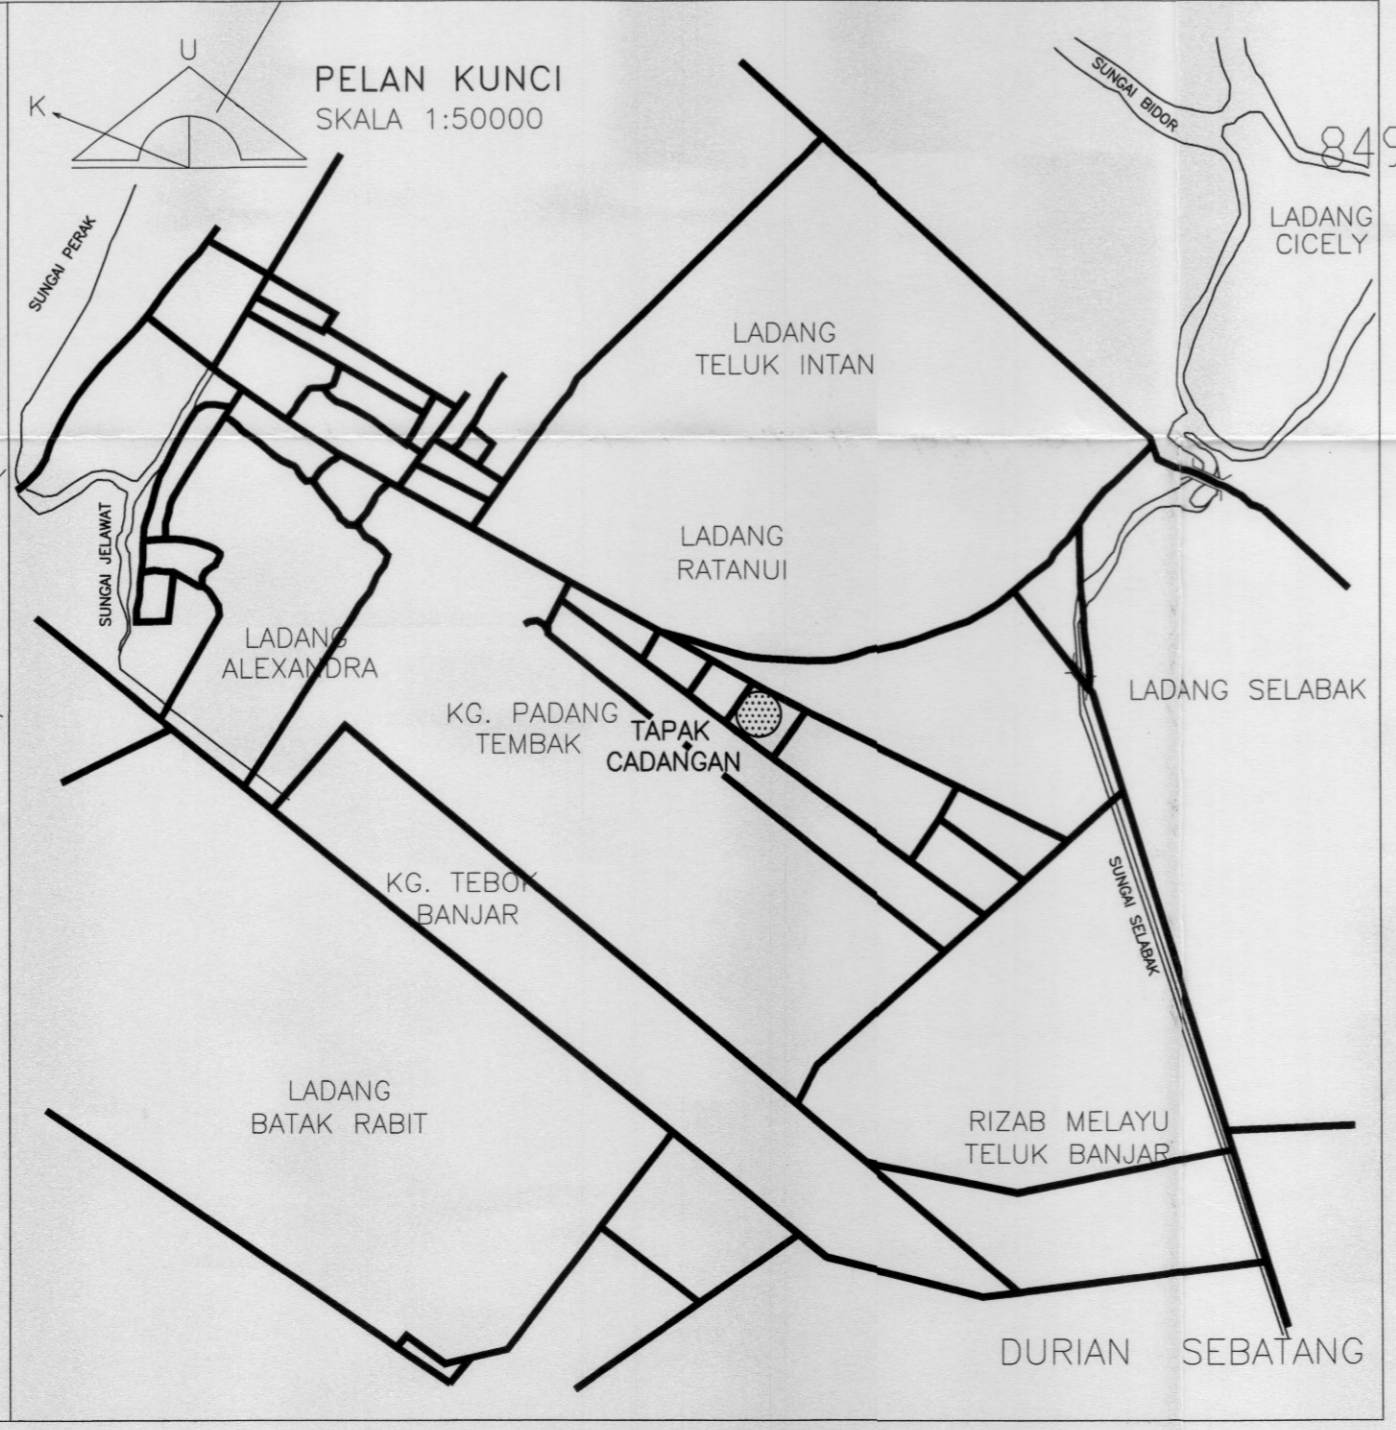 U
K
PELAN KUNCI
SKALA 1:50000
SUNGAI BIDOR
849
LADANG
CICELY
SUNGAI PERAK
LADANG
TELUK INTAN
LADANG
RATANUI
SUNGAI JELAWAT
LADANG
ALEXANDRA
LADANG SELABAK
KG. PADANG
TEMBAK
TAPAK
CADANGAN
KG. TEBOK
BANJAR
SUNGAI SELABAK
LADANG
BATAK RABIT
RIZAB MELAYU
TELUK BANJAR
DURIAN SEBATANG